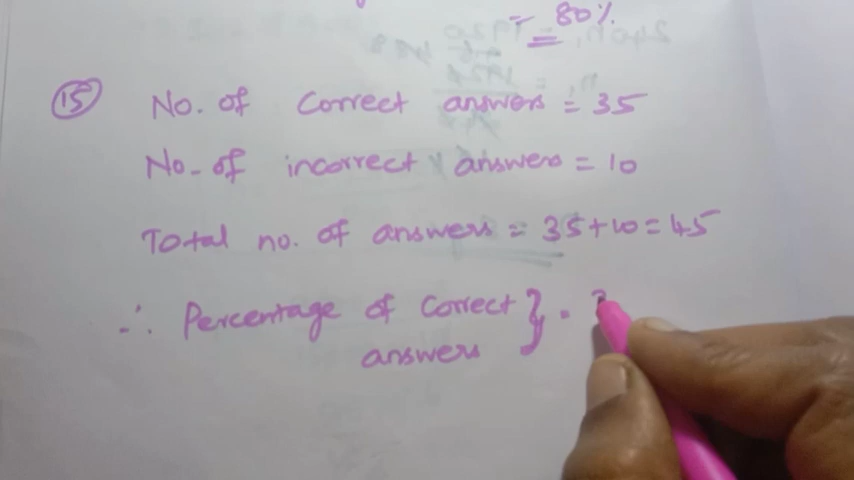 = 80%
15 No. of correct answers = 35
No. of incorrect answers = 10
Total no. of answers = 35+10=45
∴ Percentage of correct answers } =